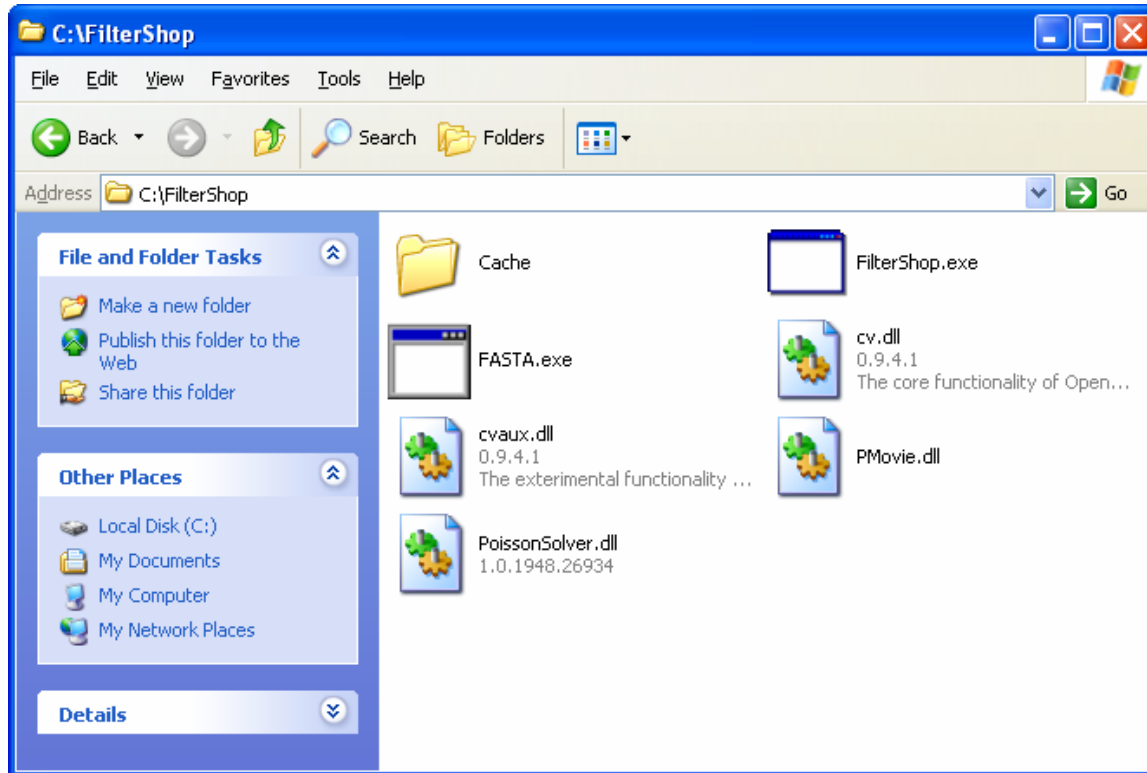 C:\FilterShop
File Edit View Favorites Tools Help
Back Search Folders
Address C:\FilterShop Go
File and Folder Tasks
Make a new folder
Publish this folder to the
Web
Share this folder
Other Places
Local Disk (C:)
My Documents
My Computer
My Network Places
Details
Cache
FilterShop.exe
FASTA.exe
cv.dll
0.9.4.1
The core functionality of Open...
cvaux.dll
0.9.4.1
The exterimental functionality ...
PMovie.dll
PoissonSolver.dll
1.0.1948.26934